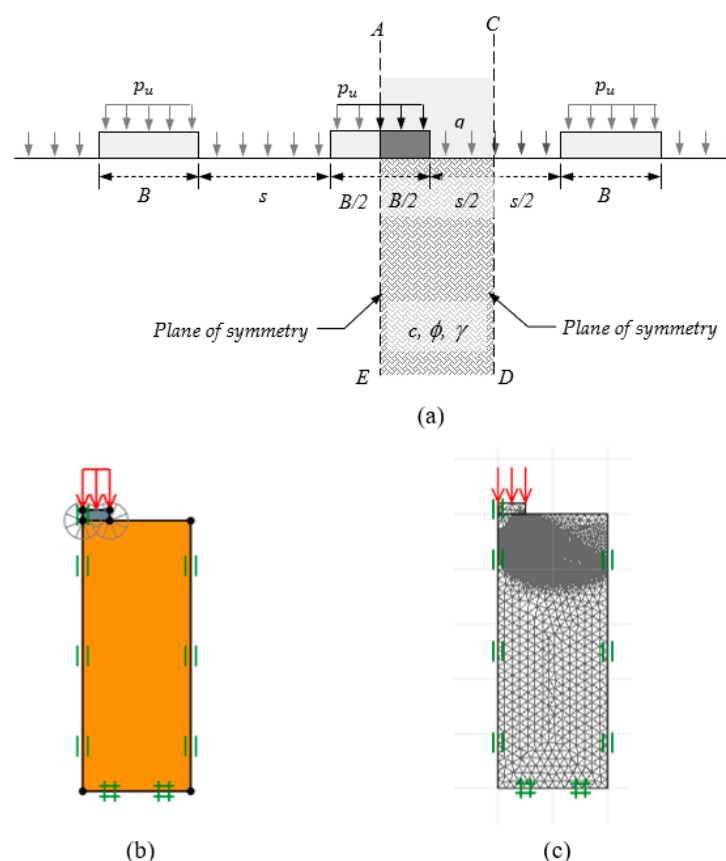 A
C
p_u
p_u
p_u
q
B
s
B/2
B/2
s/2
s/2
B
Plane of symmetry
c, ϕ, γ
Plane of symmetry
E
D
(a)
(b)
(c)